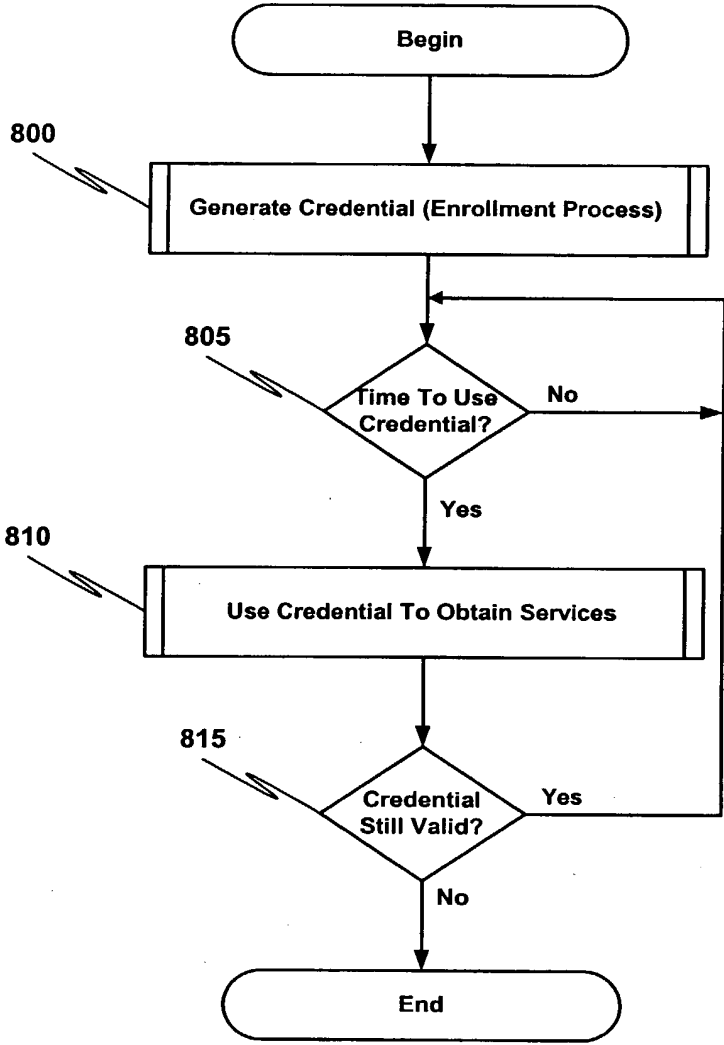 Begin
800
Generate Credential (Enrollment Process)
805
Time To Use
Credential?
No
Yes
810
Use Credential To Obtain Services
815
Credential
Still Valid?
Yes
No
End